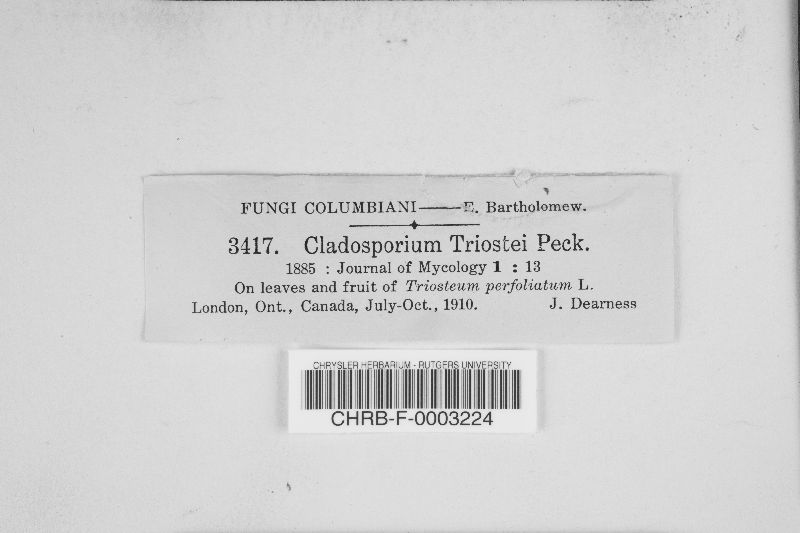 FUNGI COLUMBIANI——E. Bartholomew.
3417. Cladosporium Triostei Peck.
1885 : Journal of Mycology 1 : 13
On leaves and fruit of Triosteum perfoliatum L.
London, Ont., Canada, July-Oct., 1910. J. Dearness
CHRYSLER HERBARIUM - RUTGERS UNIVERSITY
CHRB-F-0003224